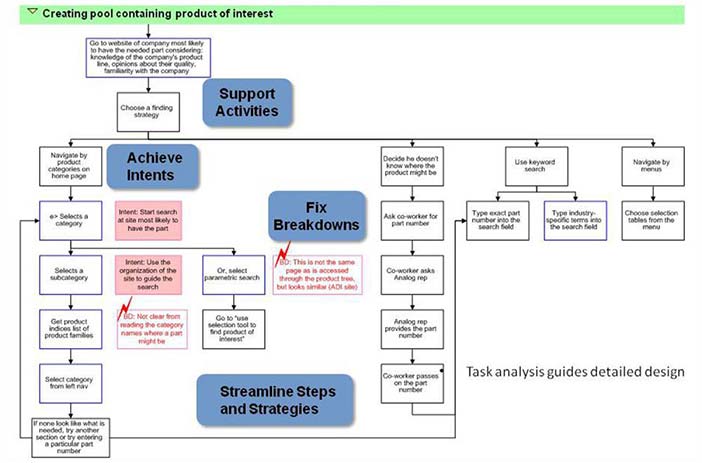 Creating pool containing product of interest
Go to website of company most likely
to have the needed part considering:
knowledge of the company's product
line, opinions about their quality,
familiarity with the company
Support
Activities
Choose a finding
strategy
Navigate by
product
categories on
home page
Achieve
Intents
Decide he doesn't
know where the
product might be
Use keyword
search
Navigate by
menus
e> Selects a
category
Intent: Start search
at site most likely to
have the part
Fix
Breakdowns
Ask co-worker for
part number
Type exact part
number into the
search field
Type industry-
specific terms into
the search field
Choose selection
tables from the
menu
Selects a
subcategory
Intent: Use the
organization of the
site to guide the
search
Or, select
parametric search
BD: This is not the same
page as is accessed
through the product tree,
but looks similar (ADI site)
Co-worker asks
Analog rep
Get product
indices list of
product families
BD: Not clear from
reading the category
names where a part
might be
Go to "use
selection tool to
find product of
interest"
Analog rep
provides the part
number
Select category
from left nav
Streamline Steps
and Strategies
Co-worker passes
on the part
number
Task analysis guides detailed design
If none look like what is
needed, try another
section or try entering
a particular part
number